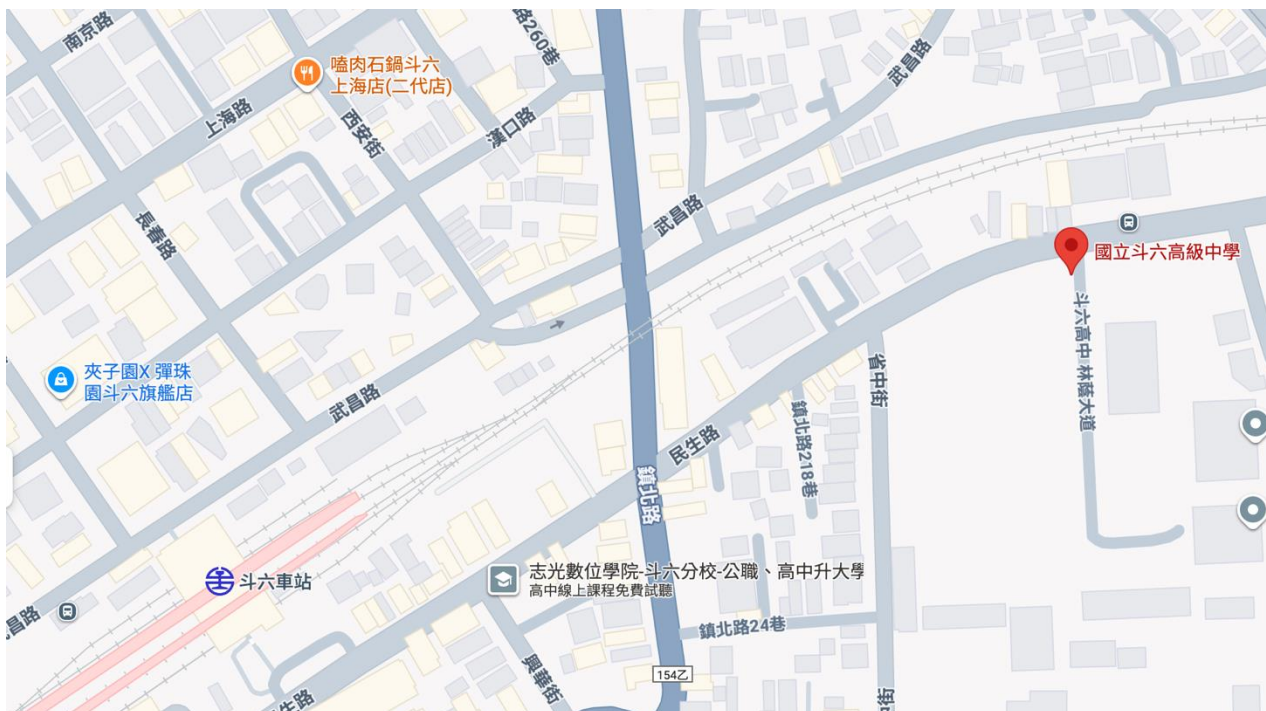 南京路
路260巷
嗑肉石鍋斗六
上海店(二代店)
上海路
西安街
漢口路
武昌路
長春路
武昌路
國立斗六高級中學
斗六高中 林蔭大道
夾子園X 彈珠
園斗六旗艦店
武昌路
省中街
鎮北路218巷
民生路
鎮北路
斗六車站
志光數位學院-斗六分校-公職、高中升大學
高中線上課程免費試聽
昌路
鎮北路24巷
興華街
154乙
生路
中街